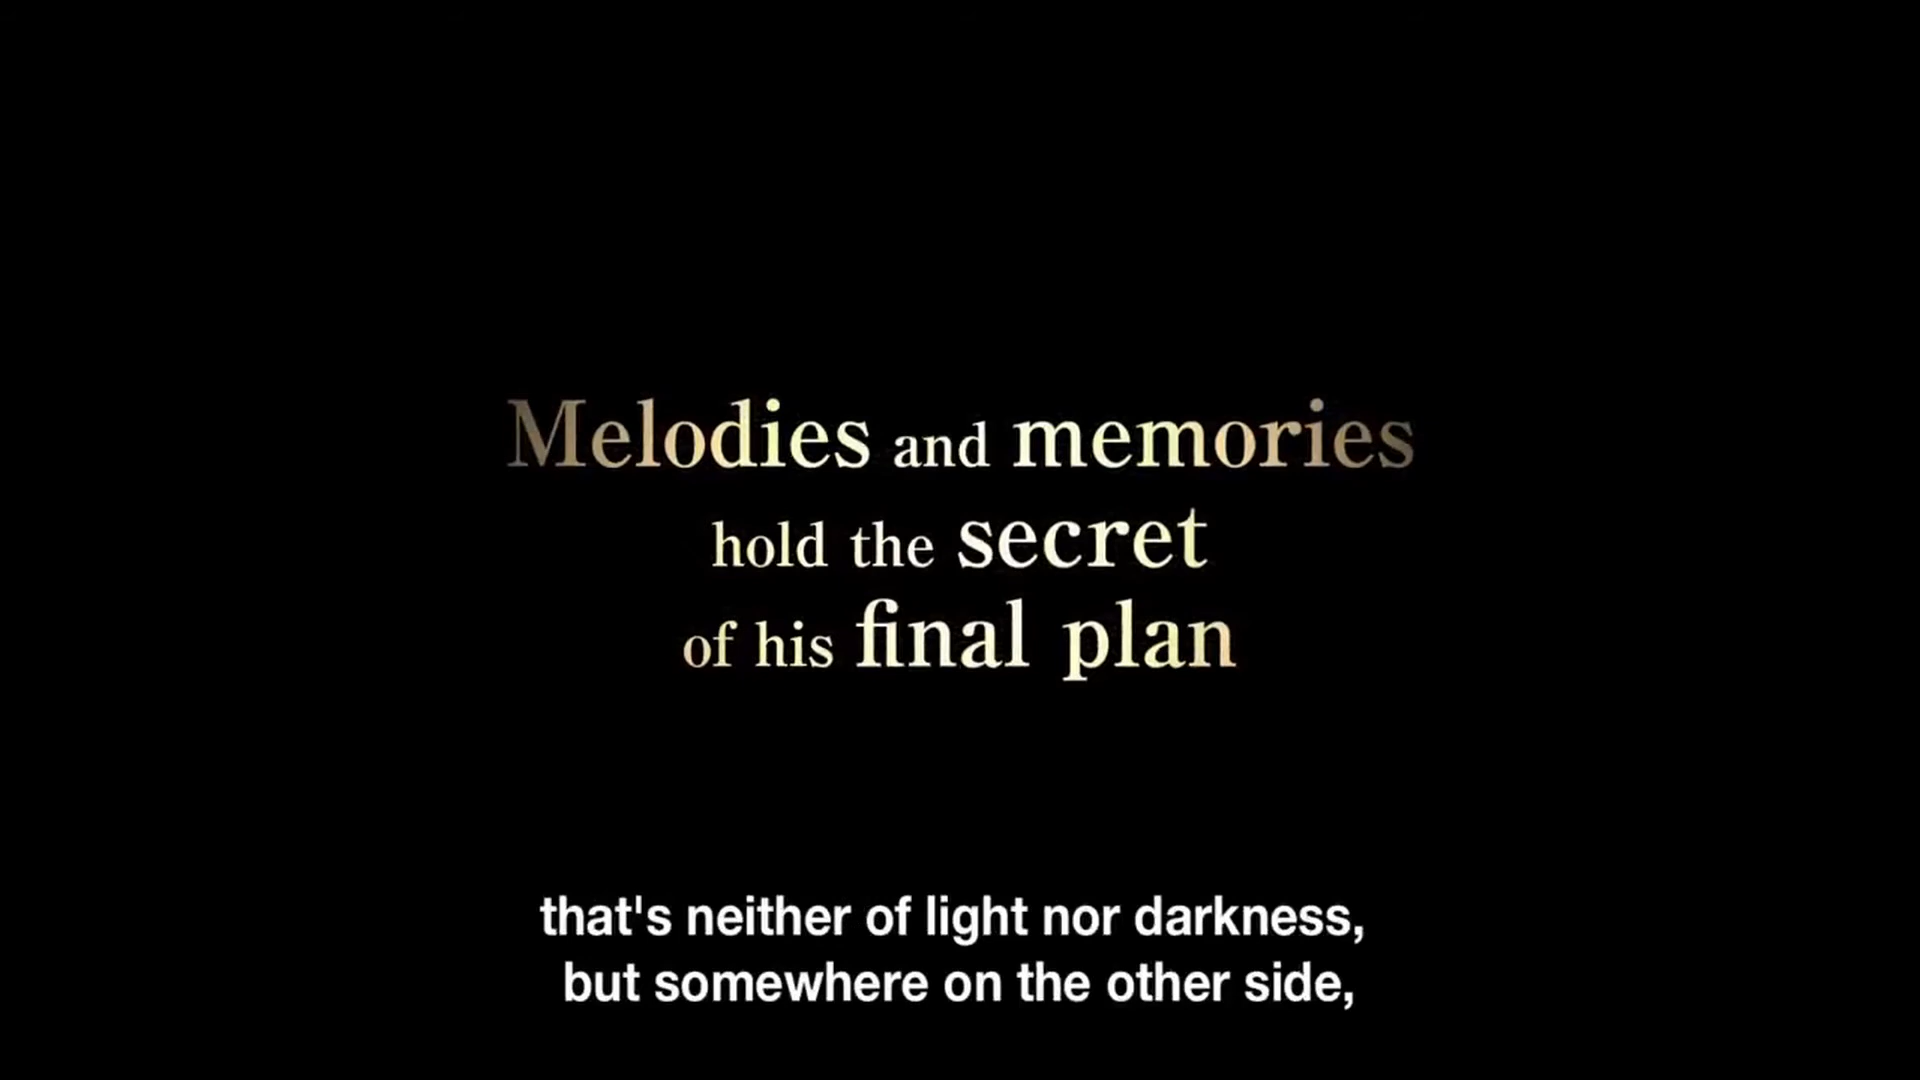 Melodies and memories
hold the secret
of his final plan
that's neither of light nor darkness,
but somewhere on the other side,